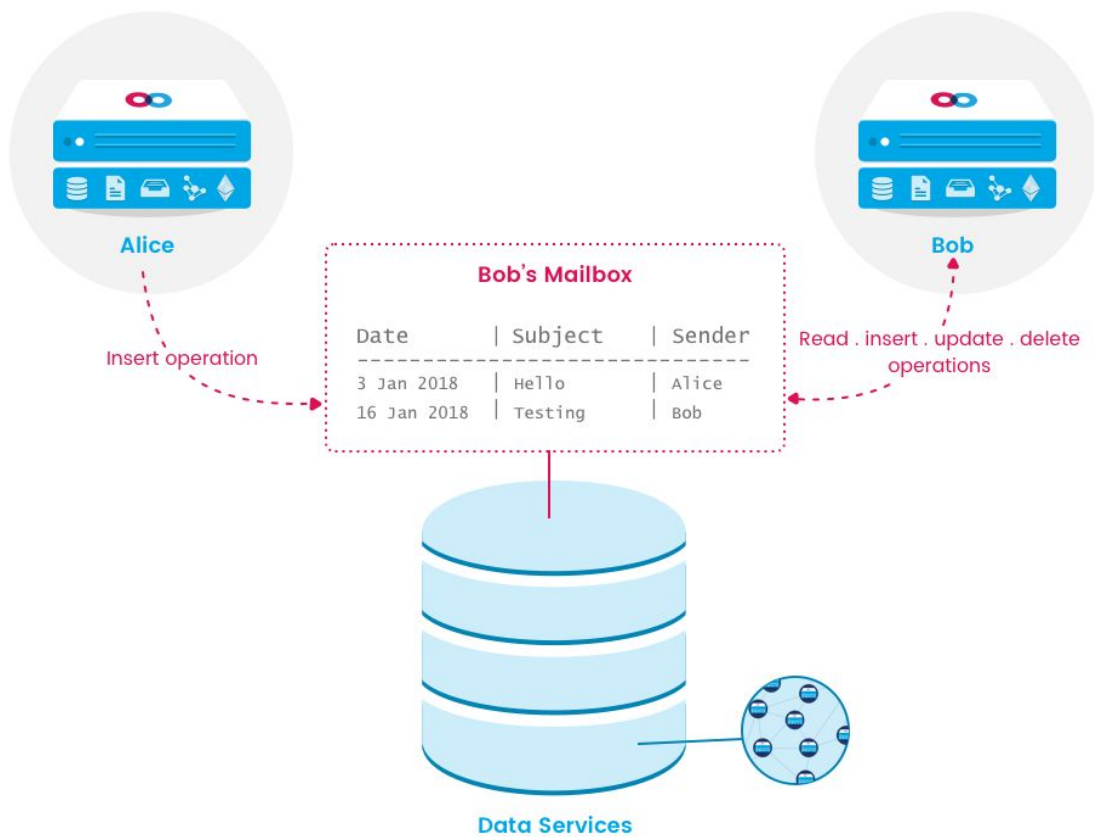 Alice
Bob
Bob's Mailbox
Date | Subject | Sender
--------------------------------
3 Jan 2018 | Hello | Alice
16 Jan 2018 | Testing | Bob
Insert operation
Read . insert . update . delete
operations
Data Services